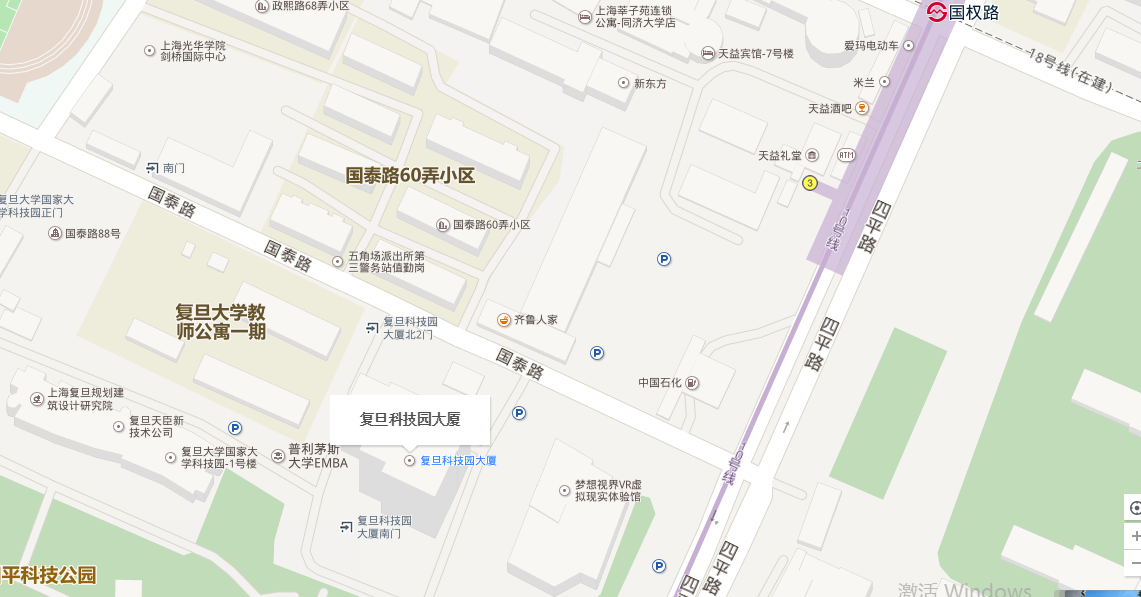 政熙路68弄小区
上海莘子苑连锁
公寓-同济大学店
国权路
上海光华学院
剑桥国际中心
天益宾馆-7号楼
爱玛电动车
18号线(在建)
新东方
米兰
天益酒吧
天益礼堂
ATM
3
南门
国泰路60弄小区
复旦大学国家大
学科技园正门
国泰路
国泰路88号
国泰路60弄小区
10号线
四平路
国泰路
五角场派出所第
三警务站值勤岗
P
复旦大学教
师公寓一期
复旦科技园
大厦北2门
齐鲁人家
四平路
国泰路
P
中国石化
上海复旦规划建
筑设计研究院
复旦科技园大厦
P
复旦天臣新
技术公司
P
复旦大学国家大
学科技园-1号楼
普利茅斯
大学EMBA
复旦科技园大厦
10号线
梦想视界VR虚
拟现实体验馆
复旦科技园
大厦南门
P
四平路
四
平科技公园
激活 Windows